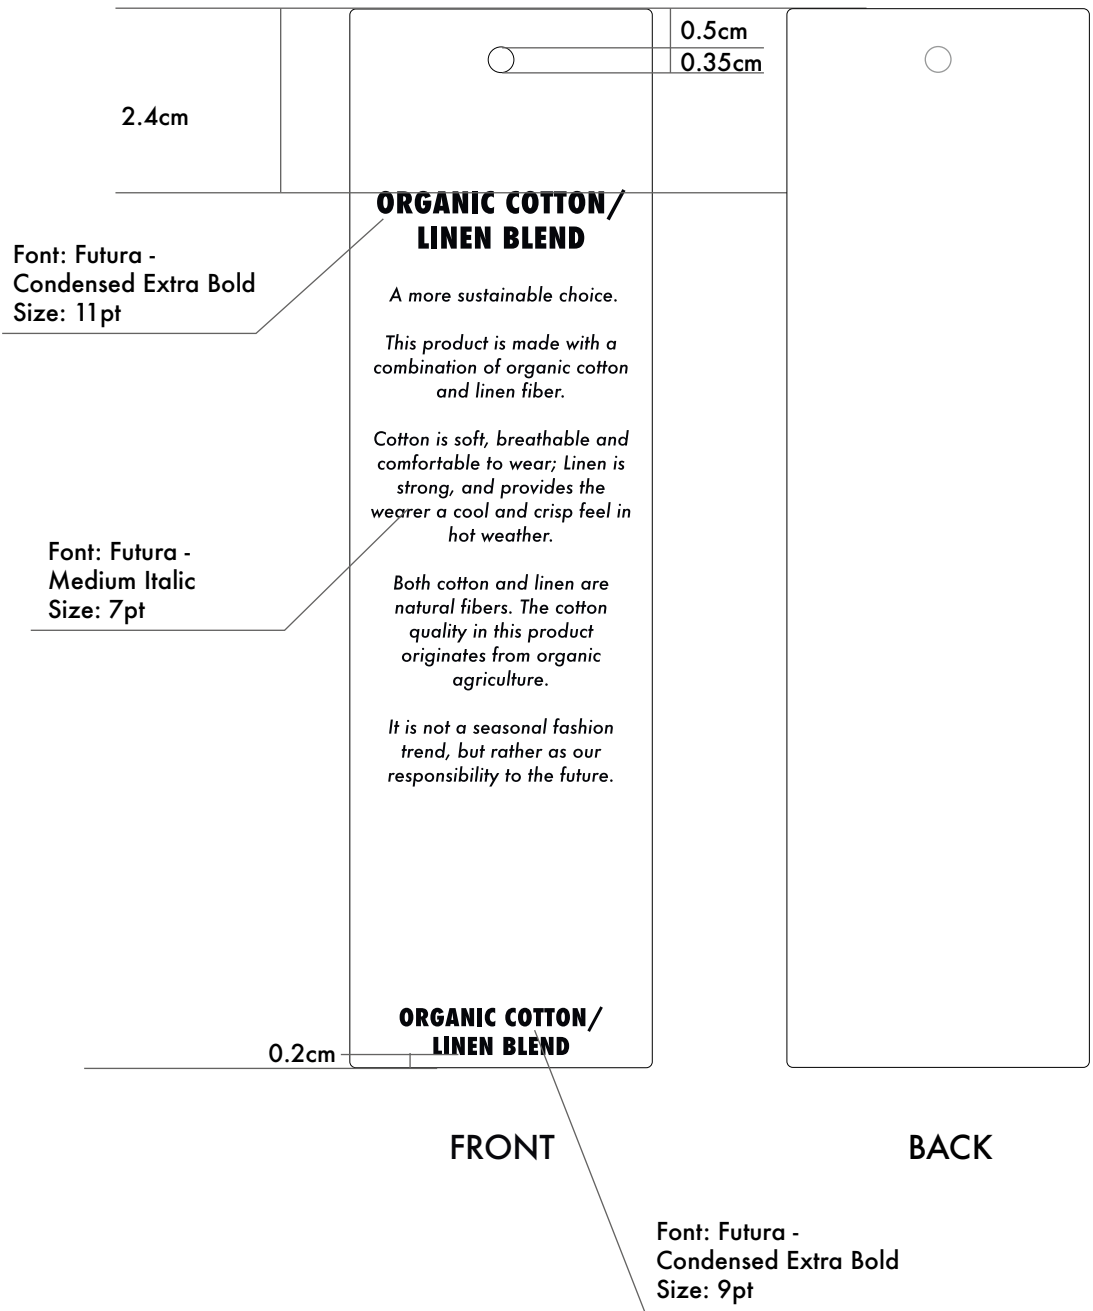 0.5cm
0.35cm
2.4cm
ORGANIC COTTON/
LINEN BLEND
Font: Futura -
Condensed Extra Bold
Size: 11pt
A more sustainable choice.
This product is made with a
combination of organic cotton
and linen fiber.
Cotton is soft, breathable and
comfortable to wear; Linen is
strong, and provides the
wearer a cool and crisp feel in
hot weather.
Font: Futura -
Medium Italic
Size: 7pt
Both cotton and linen are
natural fibers. The cotton
quality in this product
originates from organic
agriculture.
It is not a seasonal fashion
trend, but rather as our
responsibility to the future.
ORGANIC COTTON/
LINEN BLEND
0.2cm
FRONT
BACK
Font: Futura -
Condensed Extra Bold
Size: 9pt